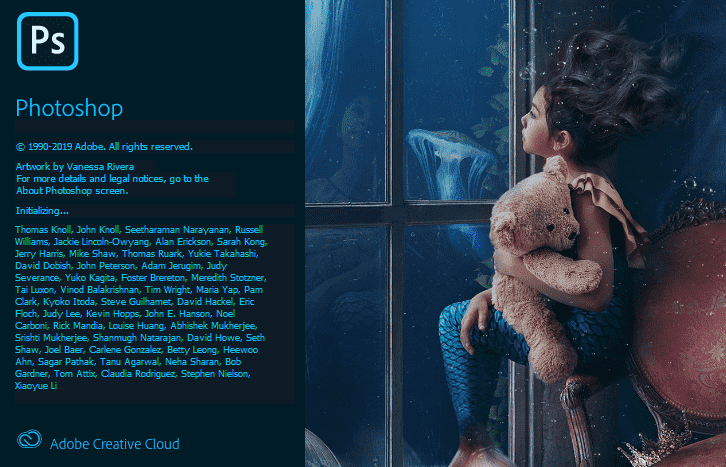 Ps
Photoshop
© 1990-2019 Adobe. All rights reserved.
Artwork by Vanessa Rivera
For more details and legal notices, go to the
About Photoshop screen.
Initializing...
Thomas Knoll, John Knoll, Seetharaman Narayanan, Russell
Williams, Jackie Lincoln-Owyang, Alan Erickson, Sarah Kong,
Jerry Harris, Mike Shaw, Thomas Ruark, Yukie Takahashi,
David Dobish, John Peterson, Adam Jerugim, Judy
Severance, Yuko Kagita, Foster Brereton, Meredith Stotzner,
Tai Luxon, Vinod Balakrishnan, Tim Wright, Maria Yap, Pam
Clark, Kyoko Itoda, Steve Guilhamet, David Hackel, Eric
Floch, Judy Lee, Kevin Hopps, John E. Hanson, Noel
Carboni, Rick Mandia, Louise Huang, Abhishek Mukherjee,
Srishti Mukherjee, Shanmugh Natarajan, David Howe, Seth
Shaw, Joel Baer, Carlene Gonzalez, Betty Leong, Heewoo
Ahn, Sagar Pathak, Tanu Agarwal, Neha Sharan, Bob
Gardner, Tom Attix, Claudia Rodriguez, Stephen Nielson,
Xiaoyue Li
Adobe Creative Cloud